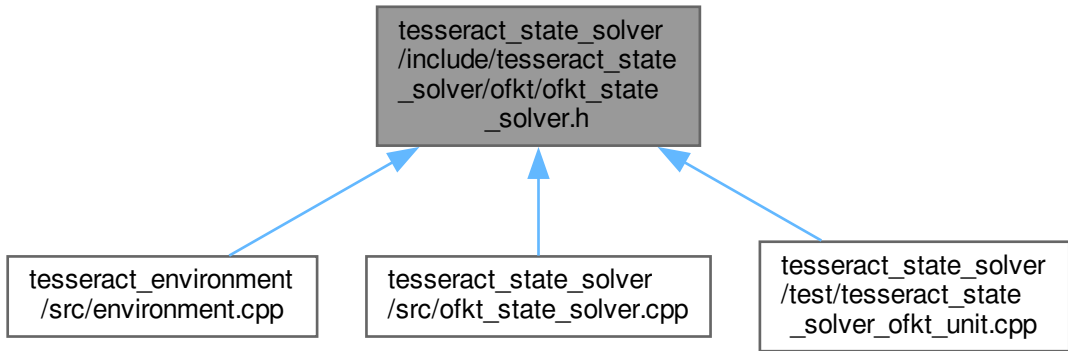 tesseract_state_solver
/include/tesseract_state
_solver/ofkt/ofkt_state
_solver.h
tesseract_environment
/src/environment.cpp
tesseract_state_solver
/src/ofkt_state_solver.cpp
tesseract_state_solver
/test/tesseract_state
_solver_ofkt_unit.cpp